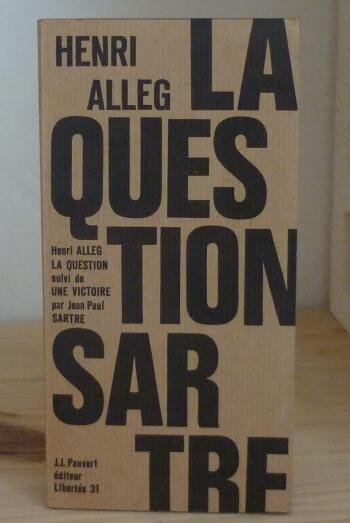 HENRI
ALLEG
LA
QUES
TION
SAR
TRE
Henri ALLEG
LA QUESTION
suivi de
UNE VICTOIRE
par Jean Paul
SARTRE
J.J. Pauvert
éditeur
Libertés 31